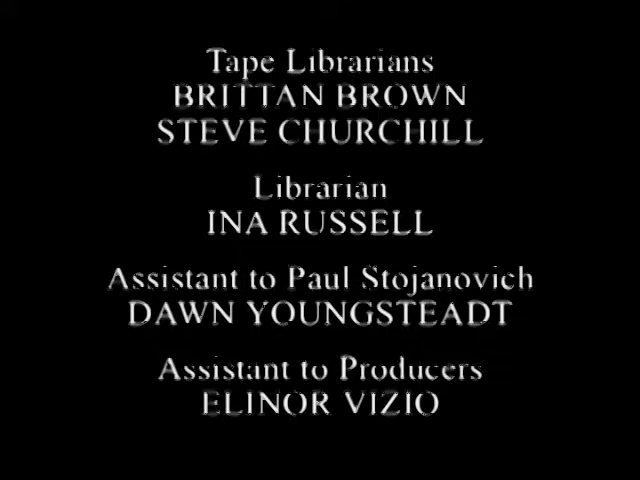 Tape Librarians
BRITTAN BROWN
STEVE CHURCHILL
Librarian
INA RUSSELL
Assistant to Paul Stojanovich
DAWN YOUNGSTEADT
Assistant to Producers
ELINOR VIZIO